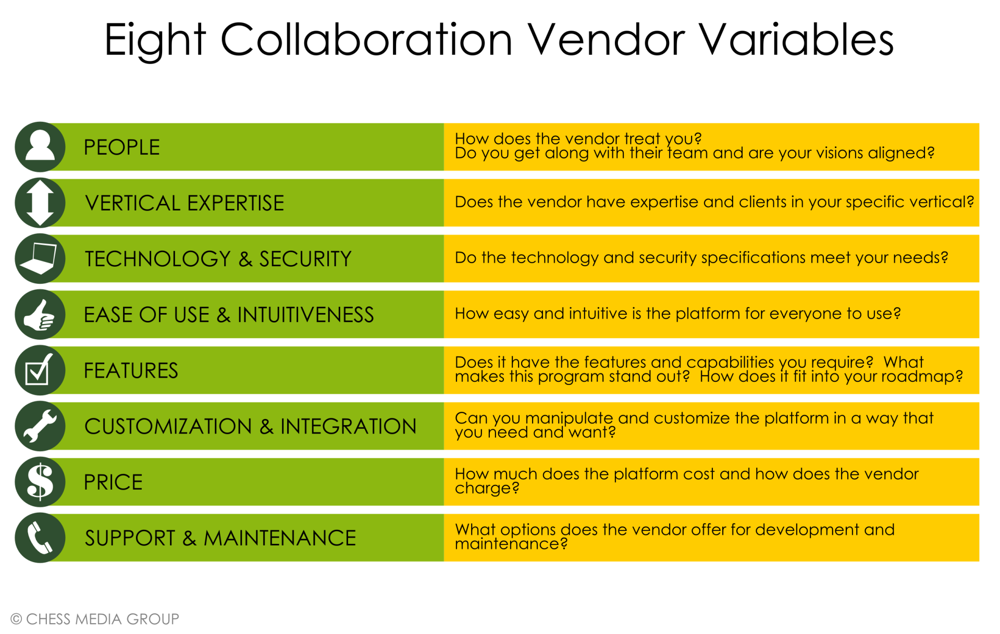 Eight Collaboration Vendor Variables
PEOPLE
How does the vendor treat you?
Do you get along with their team and are your visions aligned?
VERTICAL EXPERTISE
Does the vendor have expertise and clients in your specific vertical?
TECHNOLOGY & SECURITY
Do the technology and security specifications meet your needs?
EASE OF USE & INTUITIVENESS
How easy and intuitive is the platform for everyone to use?
FEATURES
Does it have the features and capabilities you require?  What
makes this program stand out?  How does it fit into your roadmap?
CUSTOMIZATION & INTEGRATION
Can you manipulate and customize the platform in a way that
you need and want?
PRICE
How much does the platform cost and how does the vendor
charge?
SUPPORT & MAINTENANCE
What options does the vendor offer for development and
maintenance?
© CHESS MEDIA GROUP